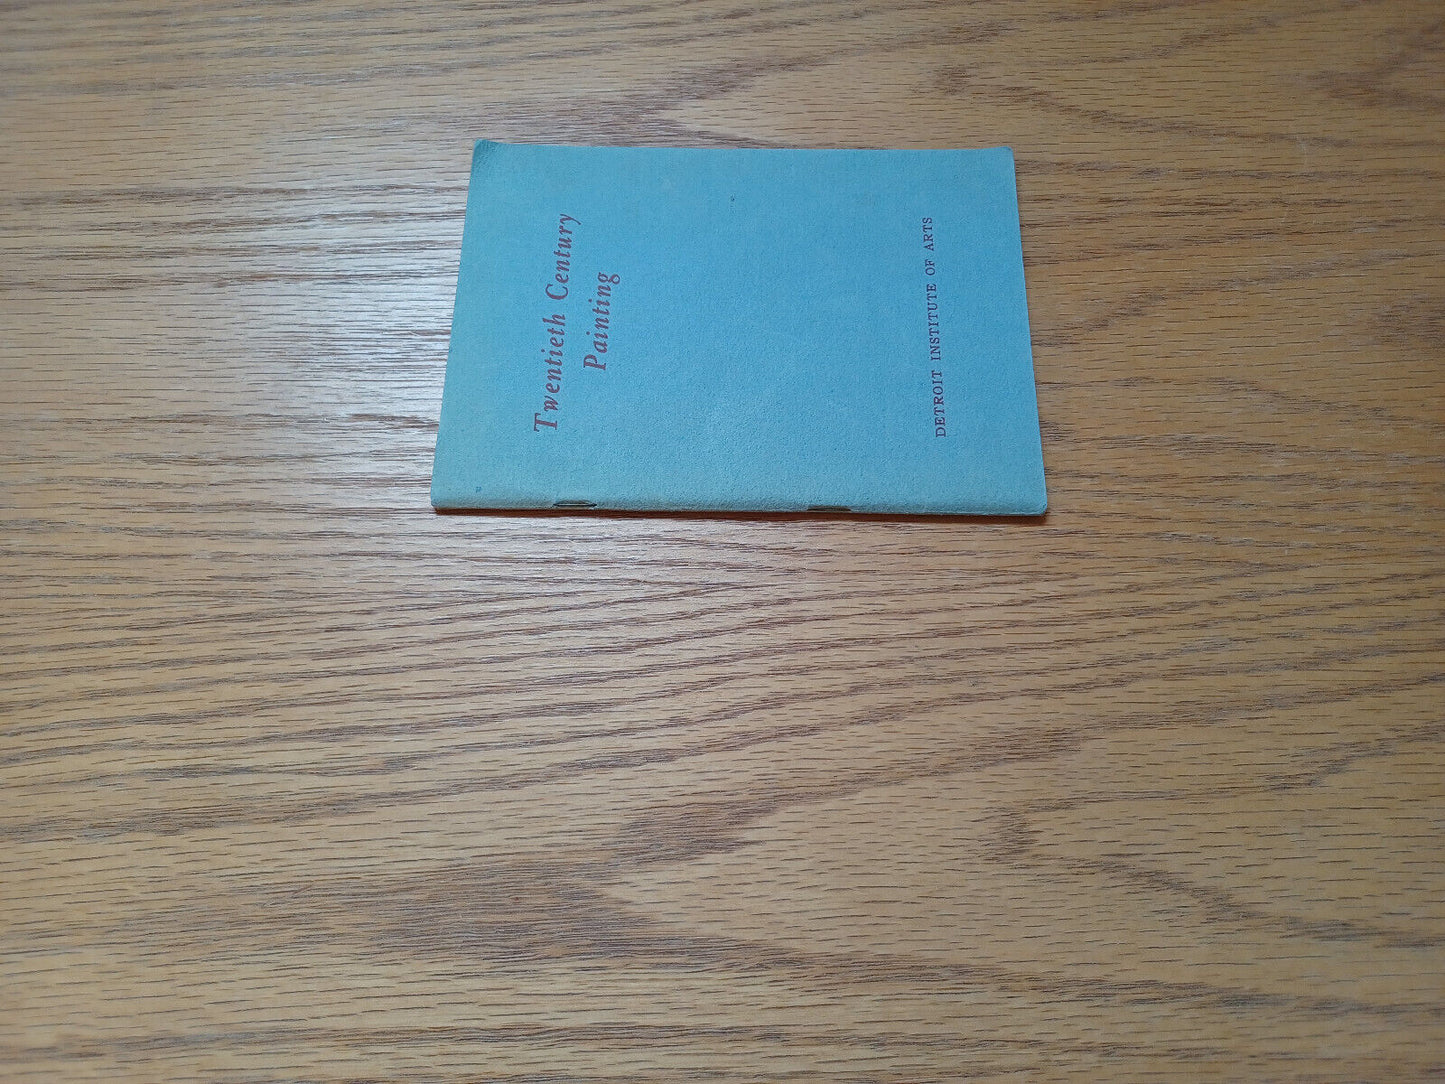 Twentieth Century
Painting
DETROIT INSTITUTE OF ARTS